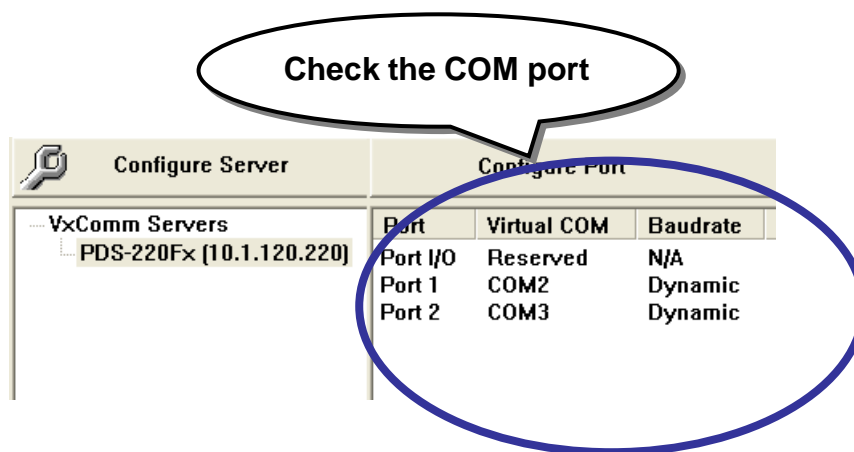 Check the COM port
Configure Server
Configure Port
VxComm Servers
PDS-220Fx (10.1.120.220)
Port Virtual COM Baudrate
Port I/O Reserved N/A
Port 1 COM2 Dynamic
Port 2 COM3 Dynamic